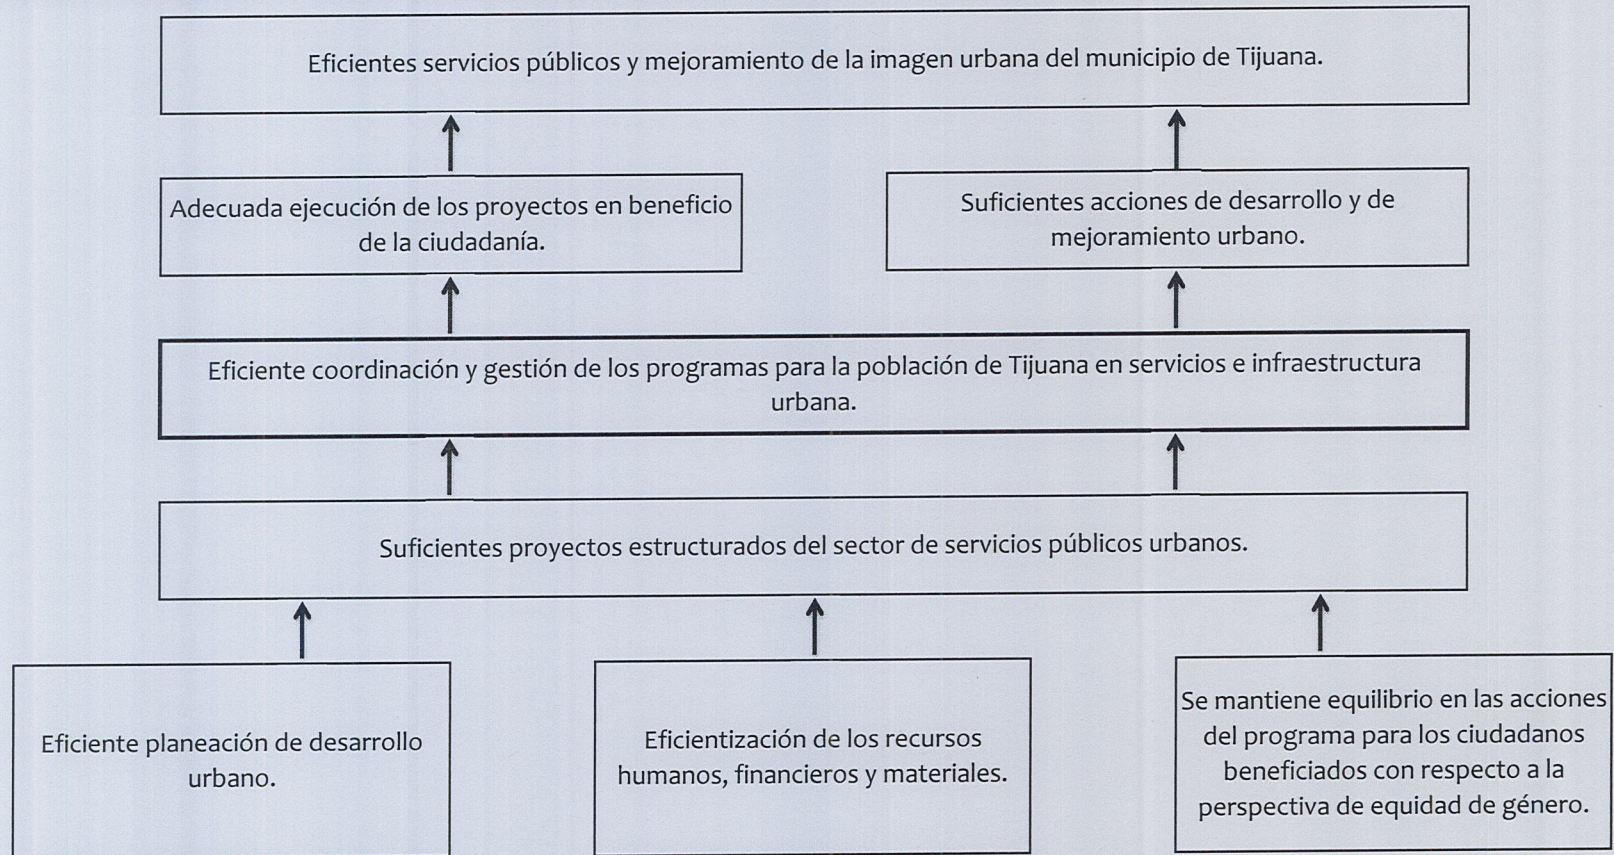 Eficientes servicios públicos y mejoramiento de la imagen urbana del municipio de Tijuana.
Adecuada ejecución de los proyectos en beneficio
de la ciudadanía.
Suficientes acciones de desarrollo y de
mejoramiento urbano.
Eficiente coordinación y gestión de los programas para la población de Tijuana en servicios e infraestructura
urbana.
Suficientes proyectos estructurados del sector de servicios públicos urbanos.
Eficiente planeación de desarrollo
urbano.
Eficientización de los recursos
humanos, financieros y materiales.
Se mantiene equilibrio en las acciones
del programa para los ciudadanos
beneficiados con respecto a la
perspectiva de equidad de género.